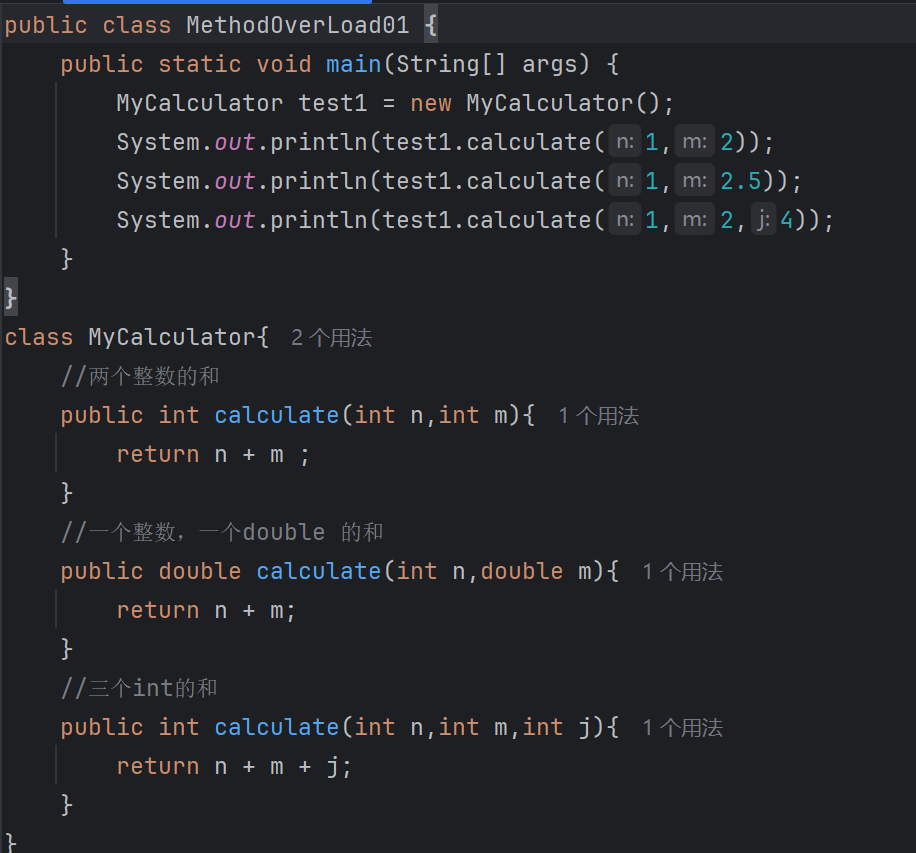 public class MethodOverLoad01 {
    public static void main(String[] args) {
        MyCalculator test1 = new MyCalculator();
        System.out.println(test1.calculate( n: 1, m: 2));
        System.out.println(test1.calculate( n: 1, m: 2.5));
        System.out.println(test1.calculate( n: 1, m: 2, j: 4));
    }
}
class MyCalculator{ 2 个用法
    //两个整数的和
    public int calculate(int n,int m){ 1 个用法
        return n + m ;
    }
    //一个整数，一个double 的和
    public double calculate(int n,double m){ 1 个用法
        return n + m;
    }
    //三个int的和
    public int calculate(int n,int m,int j){ 1 个用法
        return n + m + j;
    }
}